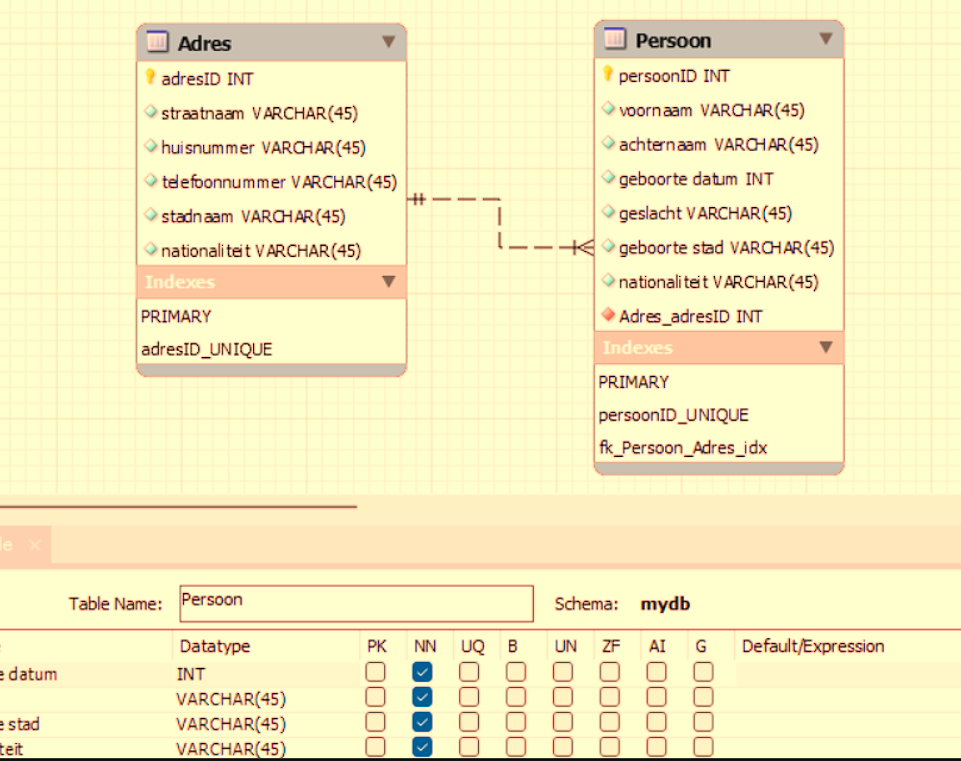 Adres
adresID INT
straatnaam VARCHAR(45)
huisnummer VARCHAR(45)
telefoonnummer VARCHAR(45)
stadnaam VARCHAR(45)
nationaliteit VARCHAR(45)
Indexes
PRIMARY
adresID_UNIQUE
Persoon
persoonID INT
voornaam VARCHAR(45)
achternaam VARCHAR(45)
geboorte datum INT
geslacht VARCHAR(45)
geboorte stad VARCHAR(45)
nationaliteit VARCHAR(45)
Adres_adresID INT
Indexes
PRIMARY
persoonID_UNIQUE
fk_Persoon_Adres_idx
le ×
Table Name: Persoon Schema: mydb
Datatype PK NN UQ B UN ZF AI G Default/Expression
e datum INT
VARCHAR(45)
e stad VARCHAR(45)
teit VARCHAR(45)